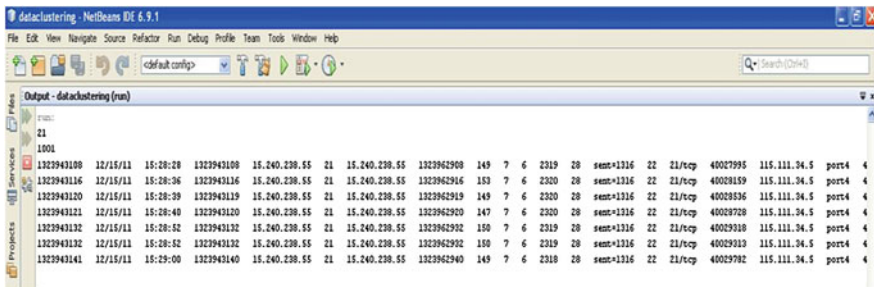 dataclustering - NetBeans IDE 6.9.1
File Edit View Navigate Source Refactor Run Debug Profile Team Tools Window Help
<default config>
Search (Ctrl+I)
Output - dataclustering (run)
run:
21
1001
1323943108 12/15/11 15:28:28 1323943108 15.240.238.55 21 15.240.238.55 1323962908 149 7 6 2319 28 sent=1316 22 21/tcp 40027995 115.111.34.5 port4 4
1323943116 12/15/11 15:28:36 1323943116 15.240.238.55 21 15.240.238.55 1323962916 153 7 6 2320 28 sent=1316 22 21/tcp 40028159 115.111.34.5 port4 4
1323943120 12/15/11 15:28:39 1323943119 15.240.238.55 21 15.240.238.55 1323962919 149 7 6 2320 28 sent=1316 22 21/tcp 40028536 115.111.34.5 port4 4
1323943121 12/15/11 15:28:40 1323943120 15.240.238.55 21 15.240.238.55 1323962920 147 7 6 2320 28 sent=1316 22 21/tcp 40028728 115.111.34.5 port4 4
1323943132 12/15/11 15:28:52 1323943132 15.240.238.55 21 15.240.238.55 1323962932 150 7 6 2319 28 sent=1316 22 21/tcp 40029318 115.111.34.5 port4 4
1323943132 12/15/11 15:28:52 1323943132 15.240.238.55 21 15.240.238.55 1323962932 150 7 6 2319 28 sent=1316 22 21/tcp 40029313 115.111.34.5 port4 4
1323943141 12/15/11 15:29:00 1323943140 15.240.238.55 21 15.240.238.55 1323962940 149 7 6 2318 28 sent=1316 22 21/tcp 40029782 115.111.34.5 port4 4
Files
Services
Projects